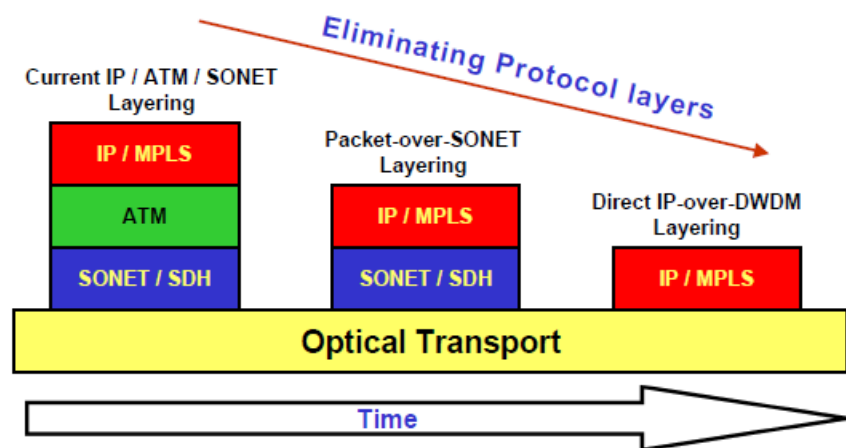 Eliminating Protocol layers
Current IP / ATM / SONET
Layering
IP / MPLS
ATM
SONET / SDH
Packet-over-SONET
Layering
IP / MPLS
SONET / SDH
Direct IP-over-DWDM
Layering
IP / MPLS
Optical Transport
Time